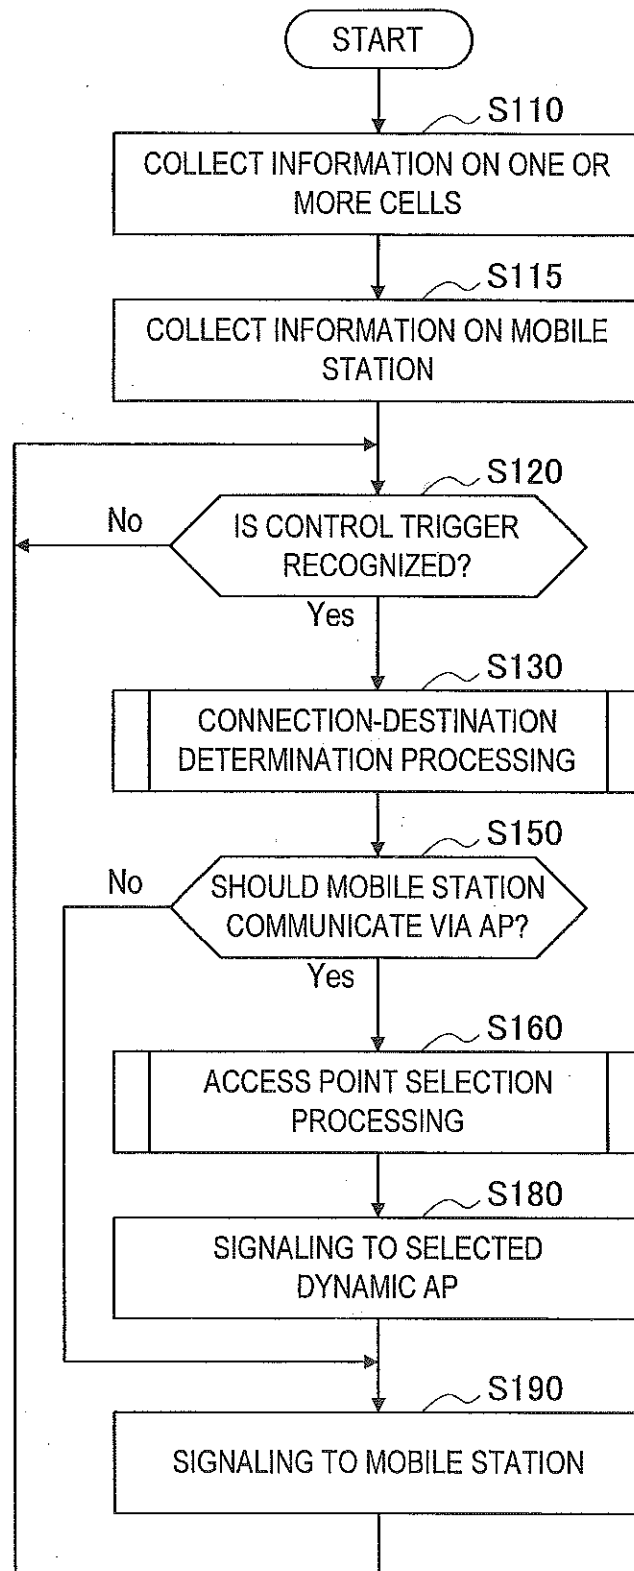 START
S110
COLLECT INFORMATION ON ONE OR
MORE CELLS
S115
COLLECT INFORMATION ON MOBILE
STATION
S120
No
IS CONTROL TRIGGER
RECOGNIZED?
Yes
S130
CONNECTION-DESTINATION
DETERMINATION PROCESSING
S150
No
SHOULD MOBILE STATION
COMMUNICATE VIA AP?
Yes
S160
ACCESS POINT SELECTION
PROCESSING
S180
SIGNALING TO SELECTED
DYNAMIC AP
S190
SIGNALING TO MOBILE STATION